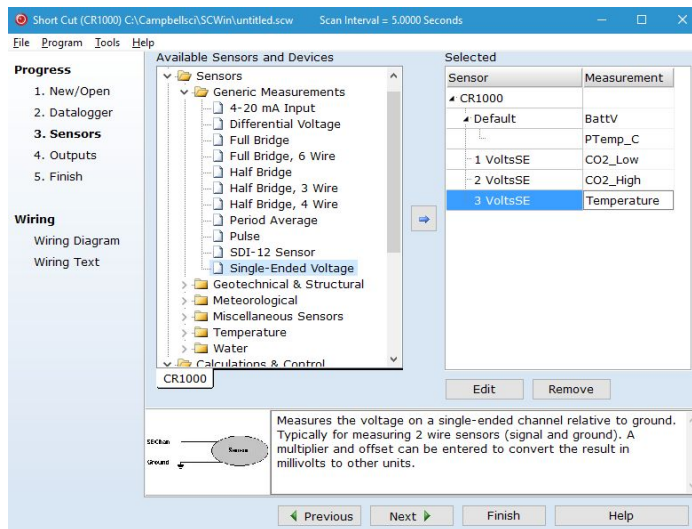 Short Cut (CR1000) C:\Campbellsci\SCWin\untitled.scw Scan Interval = 5.0000 Seconds
File Program Tools Help
Progress
1. New/Open
2. Datalogger
3. Sensors
4. Outputs
5. Finish
Wiring
Wiring Diagram
Wiring Text
Available Sensors and Devices
Sensors
Generic Measurements
4-20 mA Input
Differential Voltage
Full Bridge
Full Bridge, 6 Wire
Half Bridge
Half Bridge, 3 Wire
Half Bridge, 4 Wire
Period Average
Pulse
SDI-12 Sensor
Single-Ended Voltage
Geotechnical & Structural
Meteorological
Miscellaneous Sensors
Temperature
Water
Calculations & Control
CR1000
Selected
Sensor Measurement
CR1000
Default BattV
PTemp_C
1 VoltsSE CO2_Low
2 VoltsSE CO2_High
3 VoltsSE Temperature
Edit Remove
SEChan
Sensor
Ground
Measures the voltage on a single-ended channel relative to ground.
Typically for measuring 2 wire sensors (signal and ground). A
multiplier and offset can be entered to convert the result in
millivolts to other units.
Previous Next Finish Help